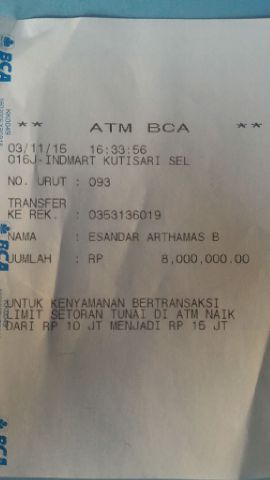 ** ATM BCA **
03/11/15 16:33:56
016J-INDMART KUTISARI SEL
NO. URUT : 093
TRANSFER
KE REK. : 0353136019
NAMA : ESANDAR ARTHAMAS B
JUMLAH : RP 8,000,000.00
UNTUK KENYAMANAN BERTRANSAKSI
LIMIT SETORAN TUNAI DI ATM NAIK
DARI RP 10 JT MENJADI RP 15 JT
BCA
BCA
BCA
BCA